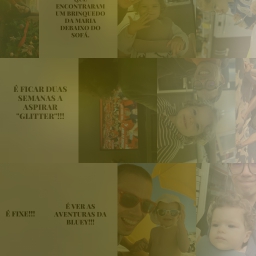 ENCONTRARAM
UM BRINQUEDO
DA MARIA
DEBAIXO DO
SOFÁ.
É FICAR DUAS
SEMANAS A
ASPIRAR
"GLITTER"!!!
É FIXE!!!
É VER AS
AVENTURAS DA
BLUEY!!!